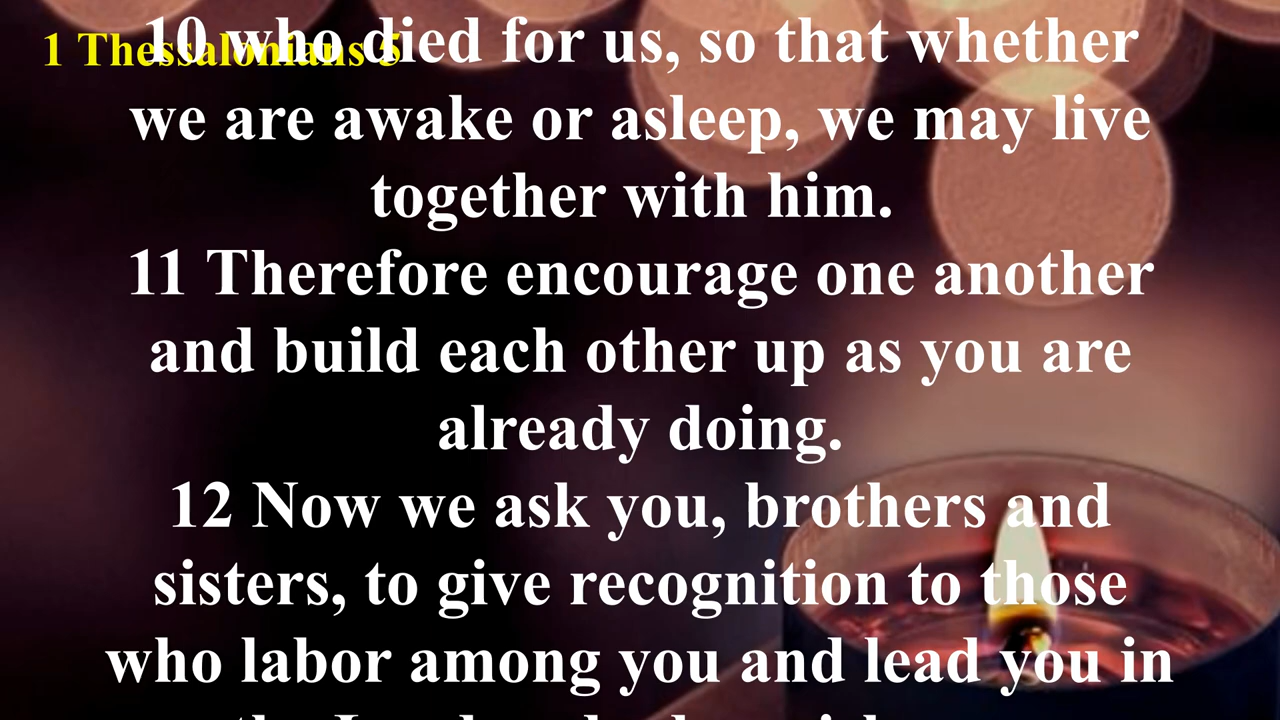 1 Thessalonians 5
10 who died for us, so that whether
we are awake or asleep, we may live
together with him.
11 Therefore encourage one another
and build each other up as you are
already doing.
12 Now we ask you, brothers and
sisters, to give recognition to those
who labor among you and lead you in